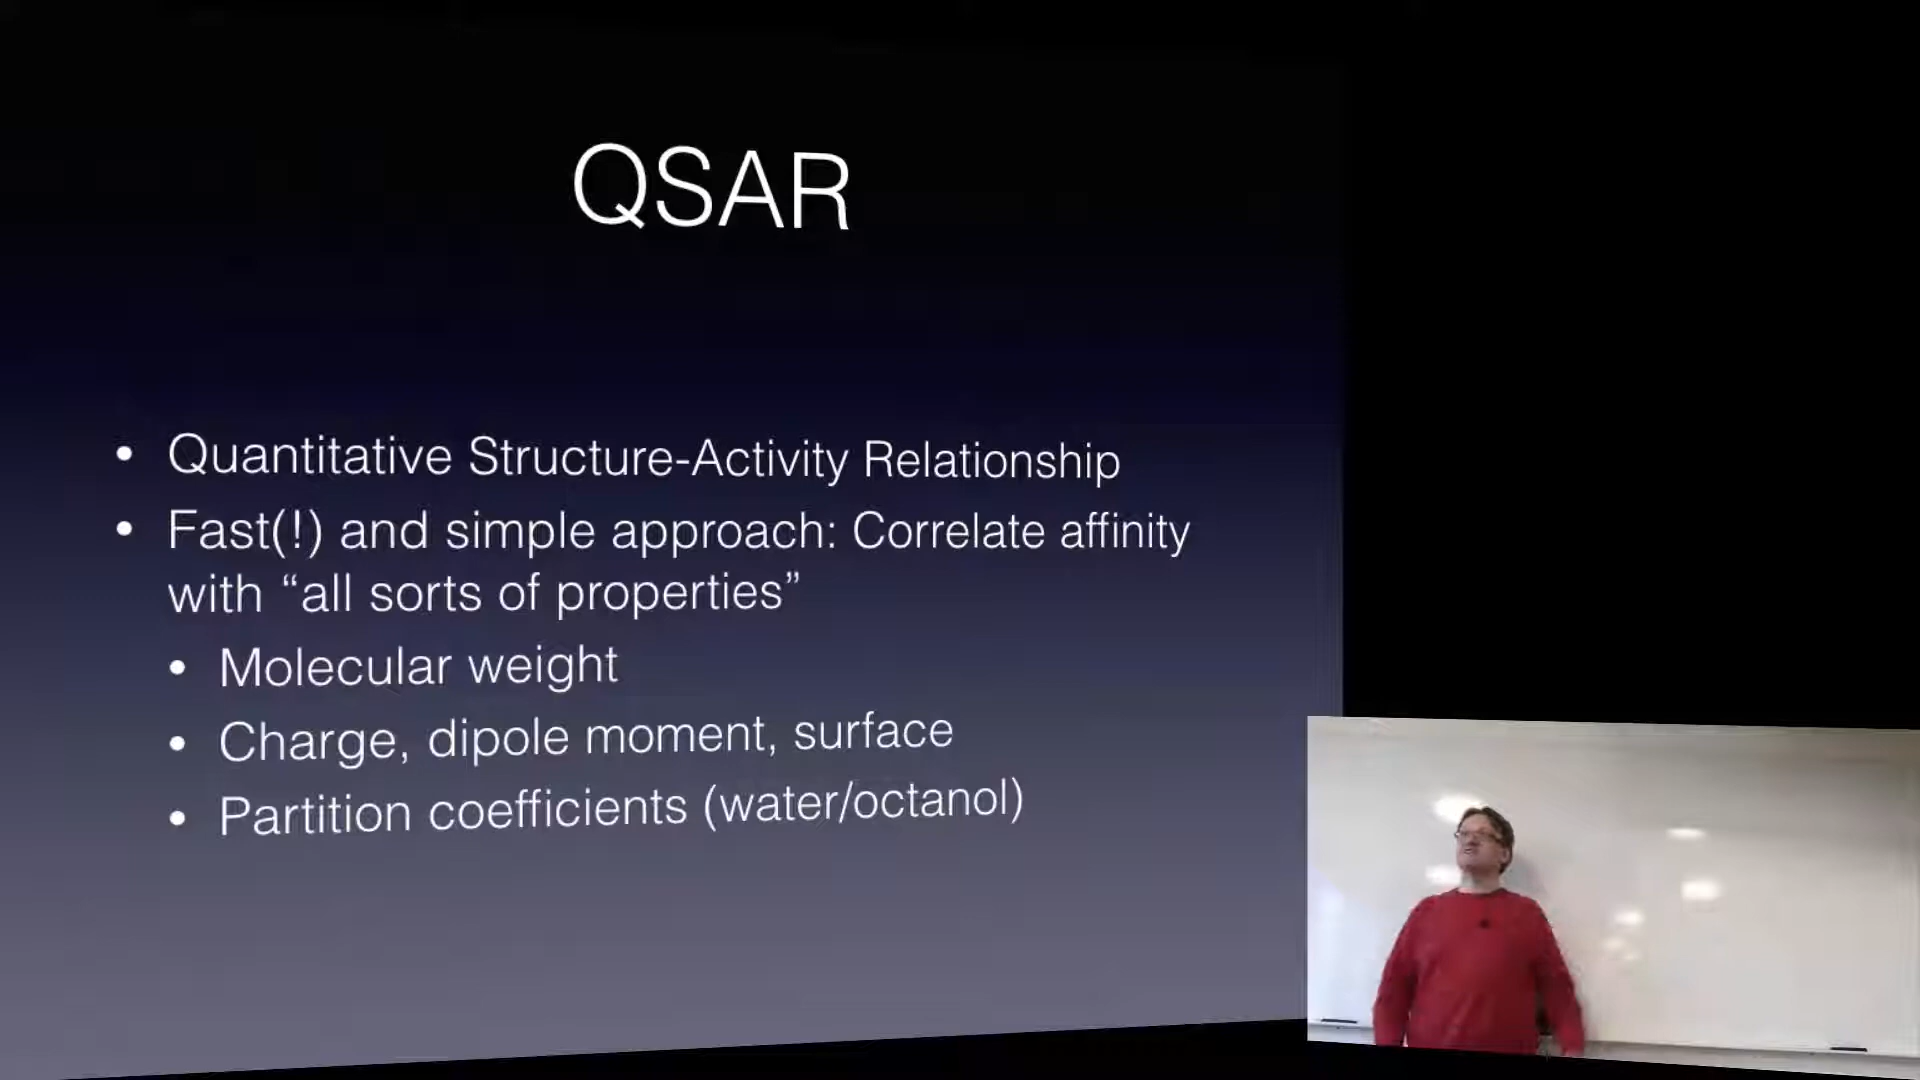 QSAR
• Quantitative Structure-Activity Relationship
• Fast(!) and simple approach: Correlate affinity
with “all sorts of properties”
• Molecular weight
• Charge, dipole moment, surface
• Partition coefficients (water/octanol)